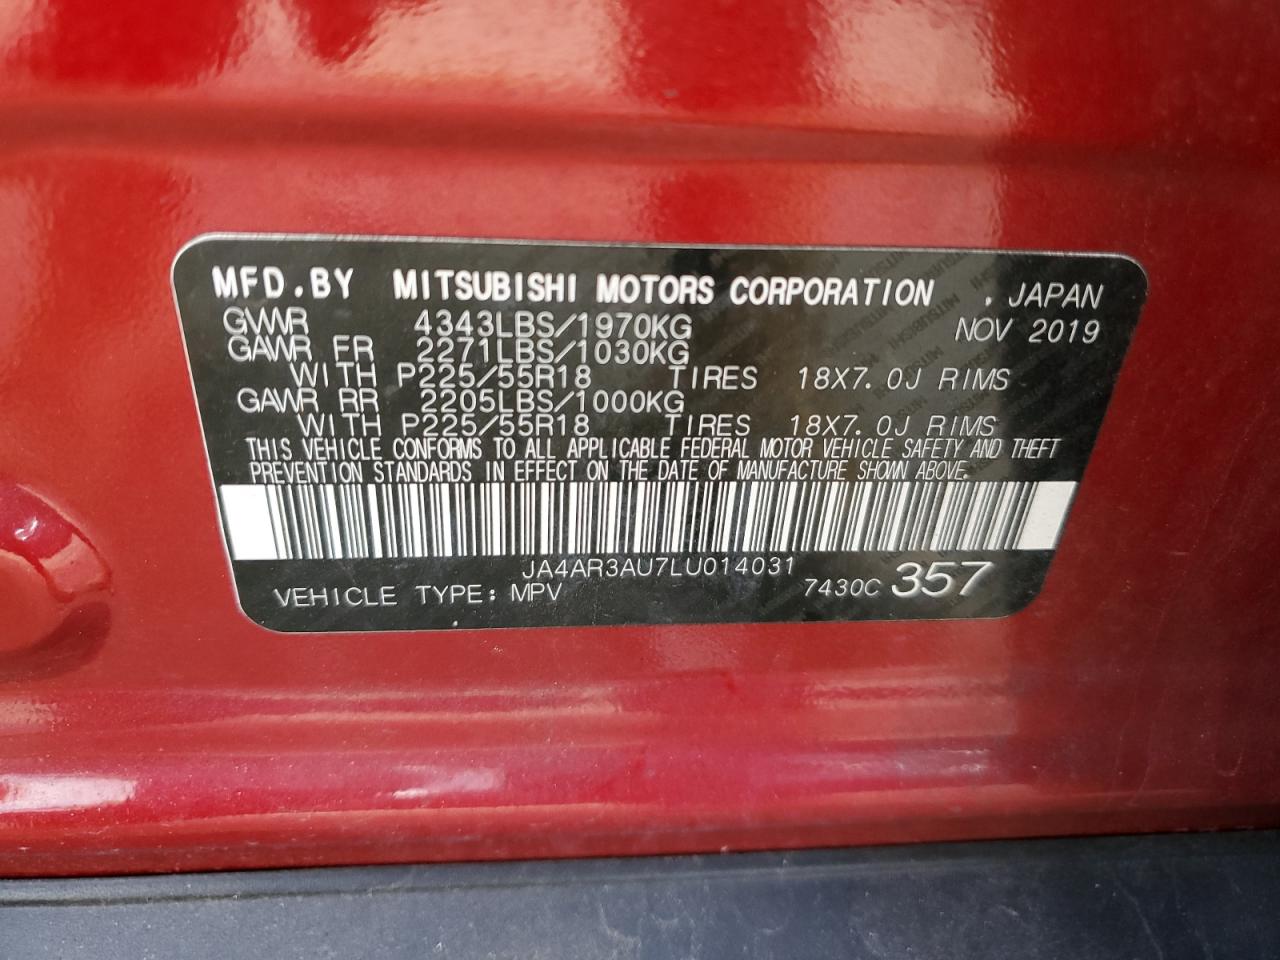 MFD.BY MITSUBISHI MOTORS CORPORATION , JAPAN
GVWR 4343LBS/1970KG NOV 2019
GAWR FR 2271LBS/1030KG
WITH P225/55R18 TIRES 18X7.0J RIMS
GAWR RR 2205LBS/1000KG
WITH P225/55R18 TIRES 18X7.0J RIMS
THIS VEHICLE CONFORMS TO ALL APPLICABLE FEDERAL MOTOR VEHICLE SAFETY AND THEFT
PREVENTION STANDARDS IN EFFECT ON THE DATE OF MANUFACTURE SHOWN ABOVE.
JA4AR3AU7LU014031
VEHICLE TYPE: MPV 7430C 357